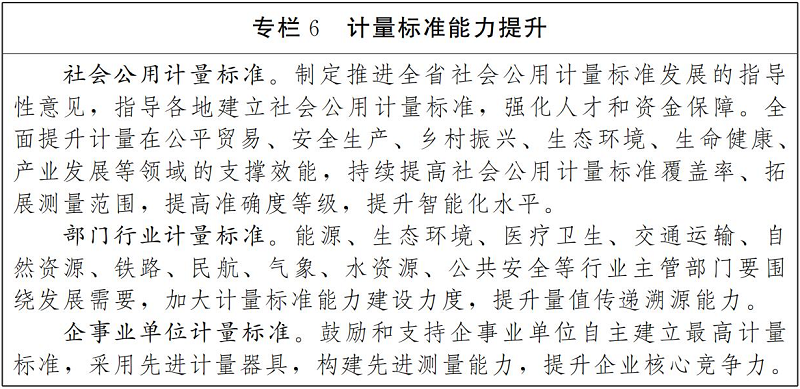 专栏 6 计量标准能力提升
社会公用计量标准。制定推进全省社会公用计量标准发展的指导
性意见，指导各地建立社会公用计量标准，强化人才和资金保障。全
面提升计量在公平贸易、安全生产、乡村振兴、生态环境、生命健康、
产业发展等领域的支撑效能，持续提高社会公用计量标准覆盖率、拓
展测量范围，提高准确度等级，提升智能化水平。
部门行业计量标准。能源、生态环境、医疗卫生、交通运输、自
然资源、铁路、民航、气象、水资源、公共安全等行业主管部门要围
绕发展需要，加大计量标准能力建设力度，提升量值传递溯源能力。
企事业单位计量标准。鼓励和支持企事业单位自主建立最高计量
标准，采用先进计量器具，构建先进测量能力，提升企业核心竞争力。